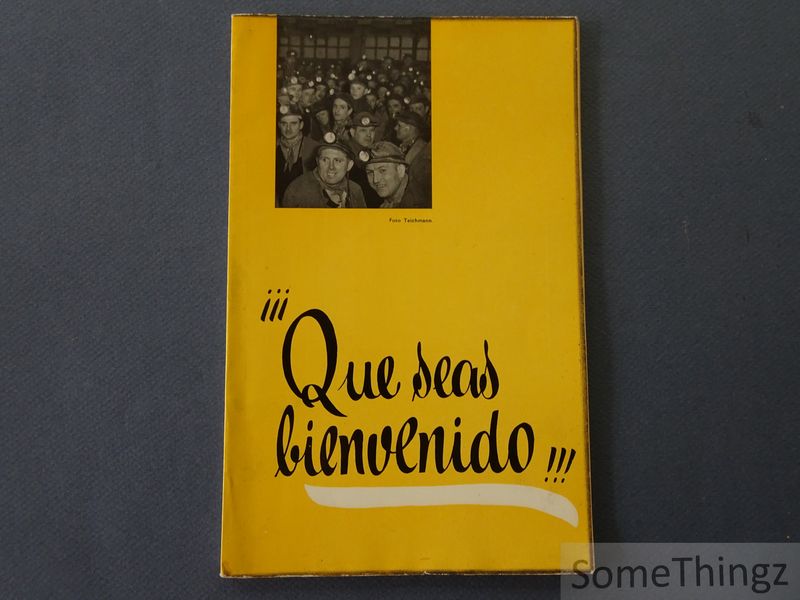 Foto Teichmann
¡¡¡
Que seas
bienvenido !!!
SomeThingz